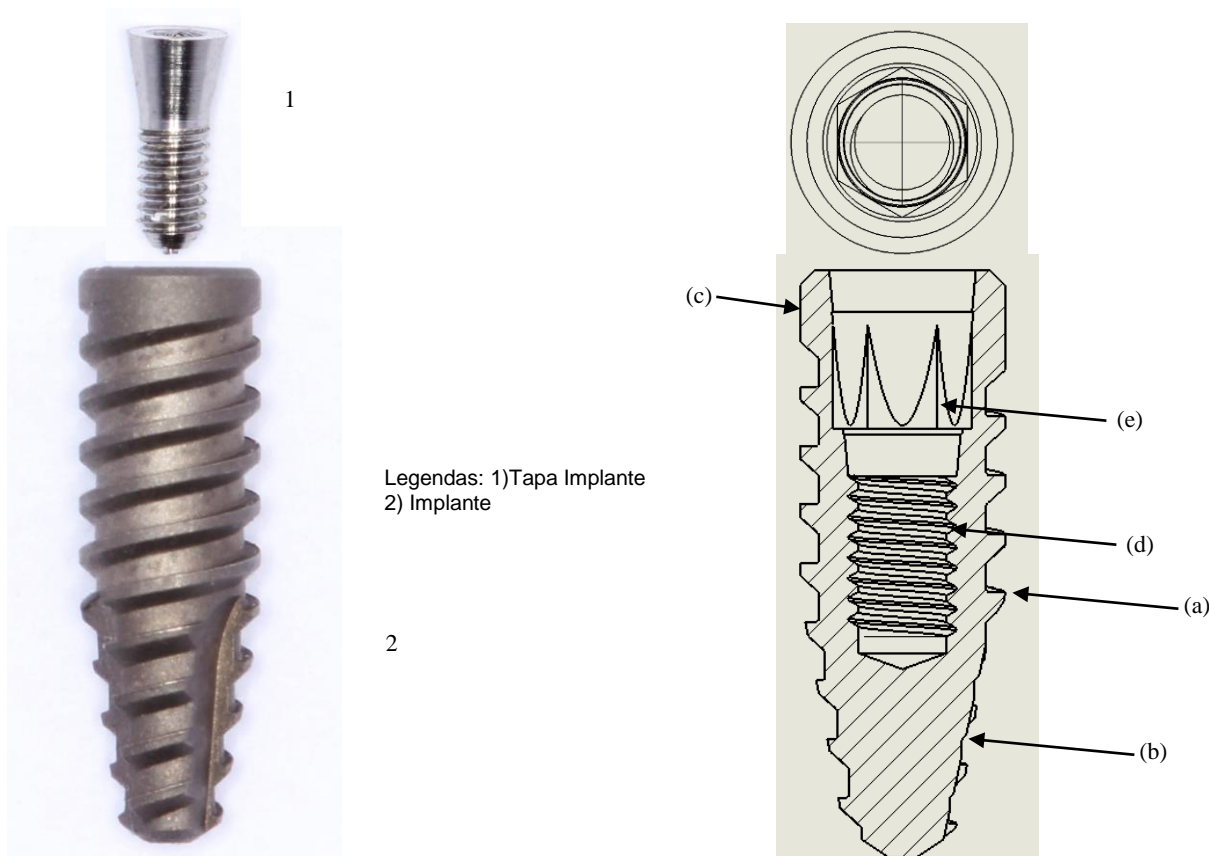 1
(c)
(e)
Legendas: 1)Tapa Implante
2) Implante
(d)
(a)
2
(b)